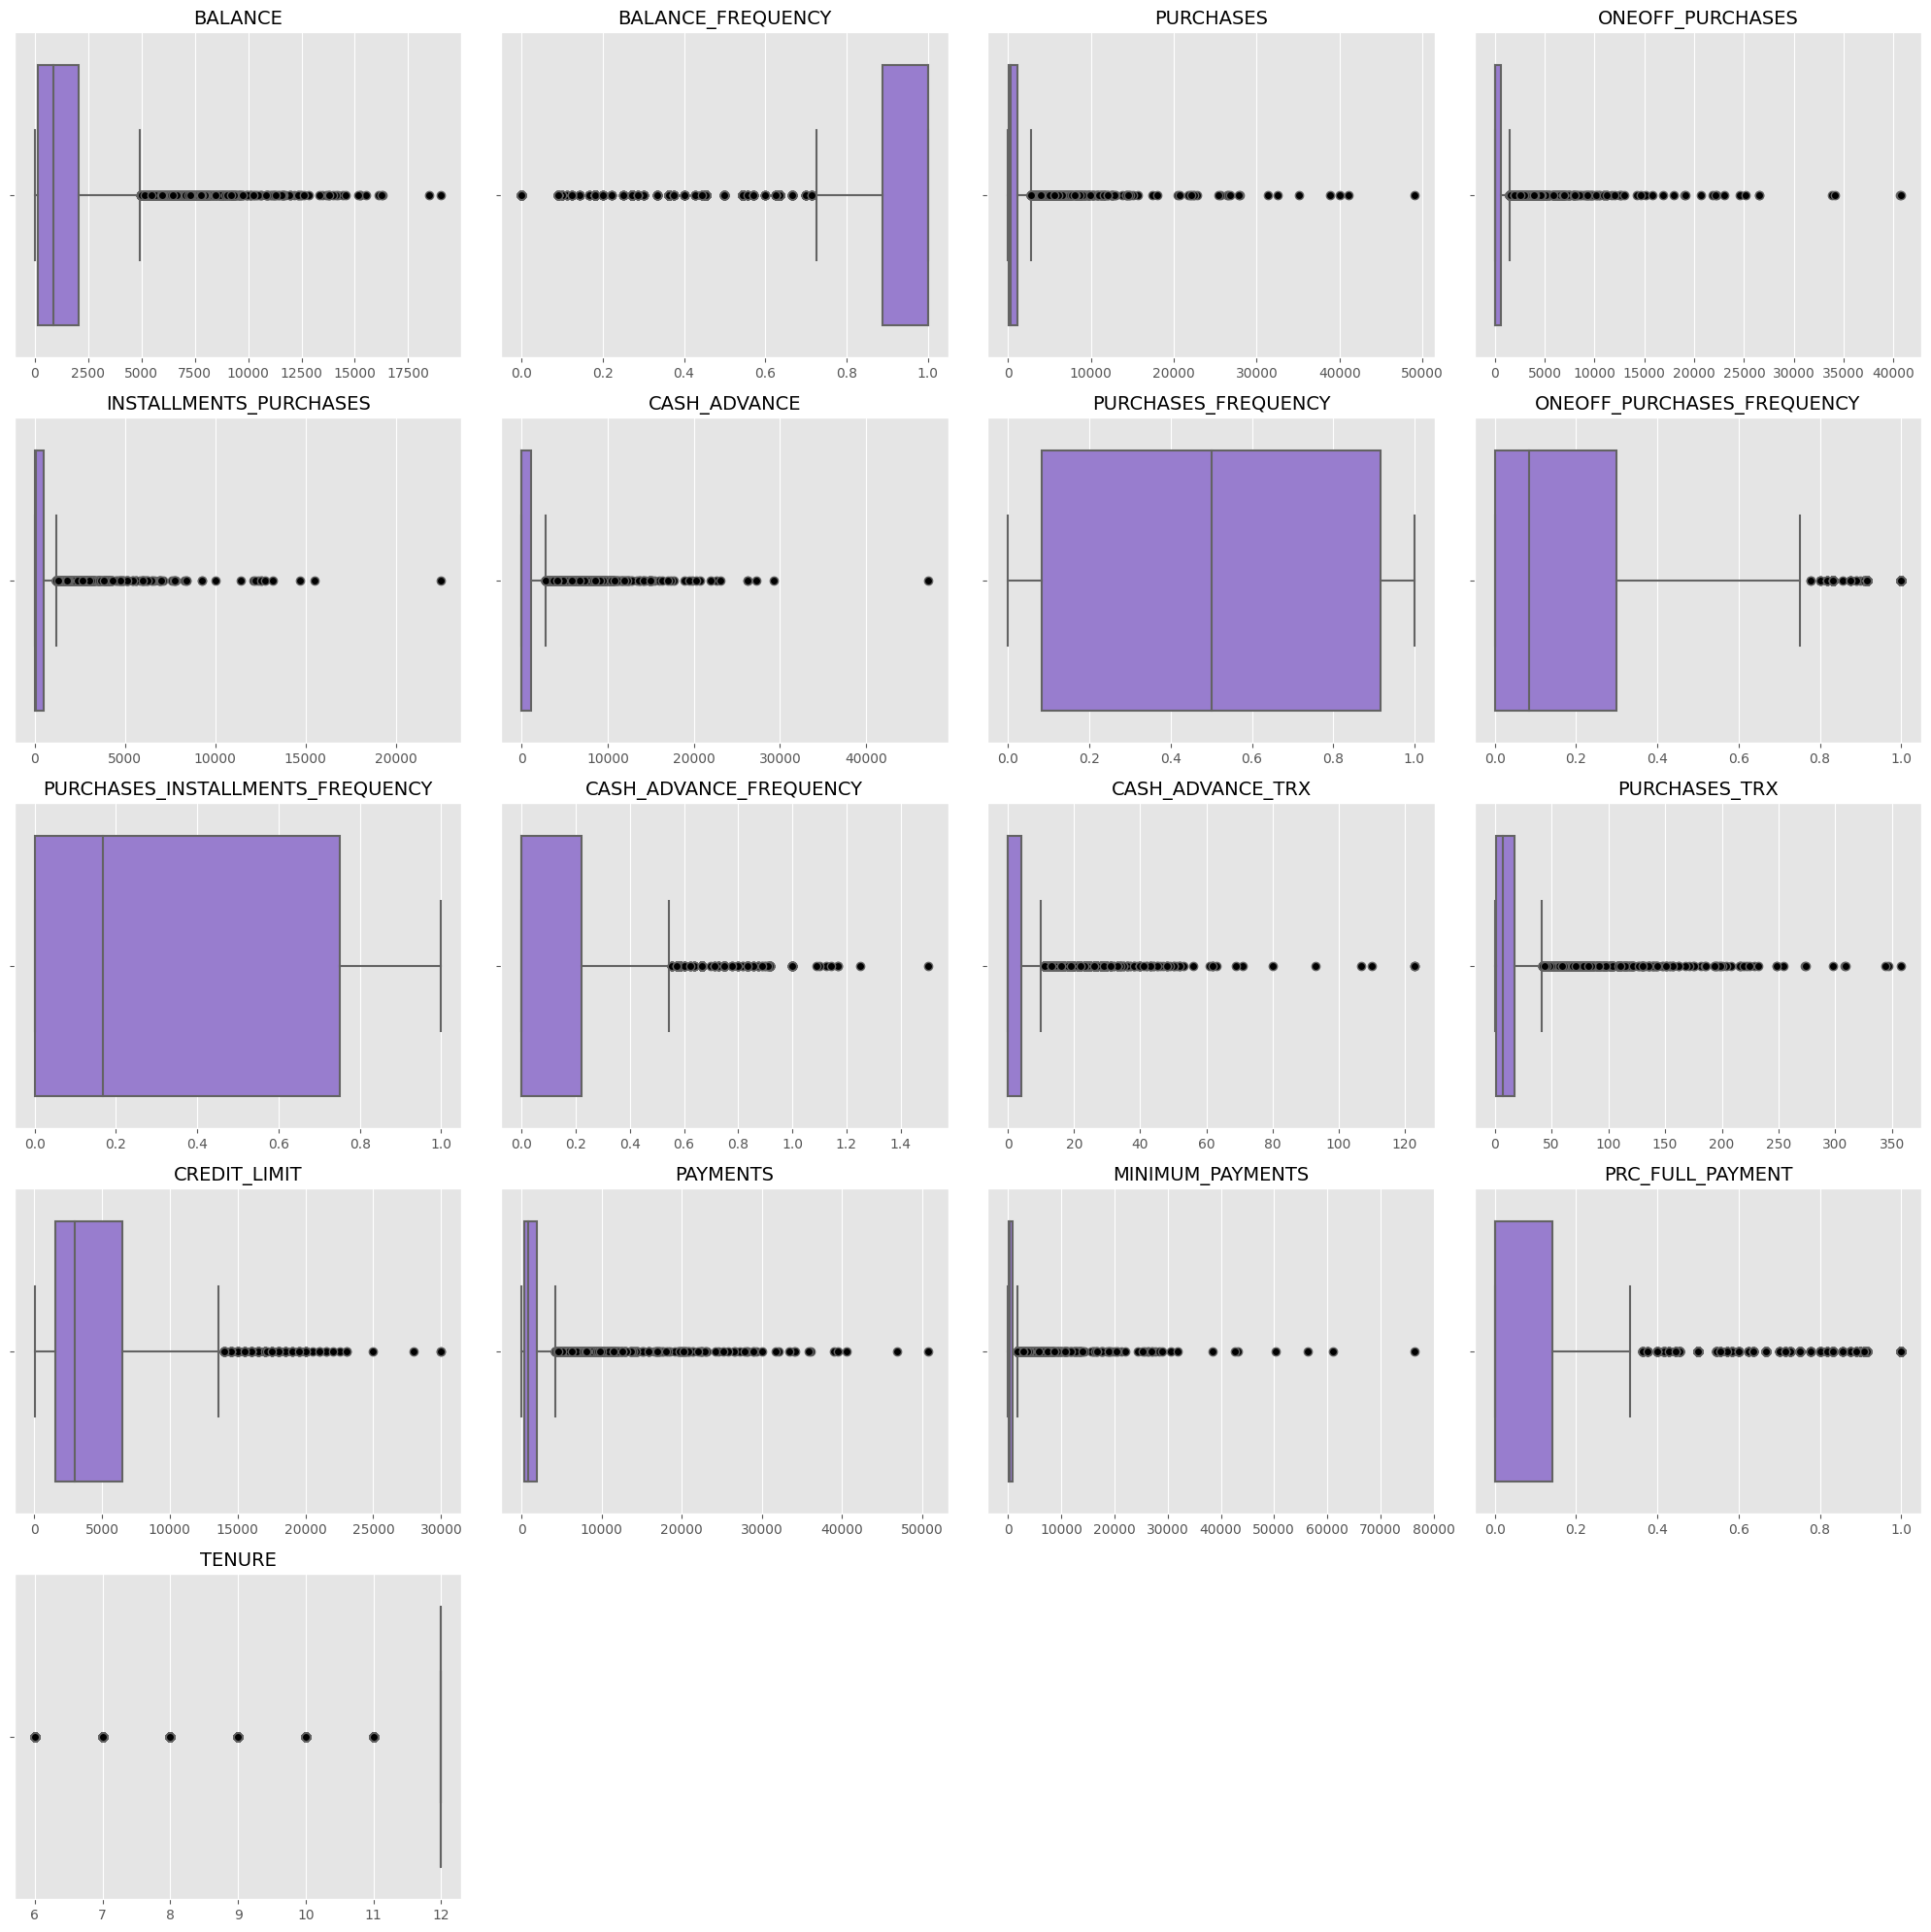 BALANCE BALANCE_FREQUENCY PURCHASES ONEOFF_PURCHASES
0 2500 5000 7500 10000 12500 15000 17500 0.0 0.2 0.4 0.6 0.8 1.0 0 10000 20000 30000 40000 50000 0 5000 10000 15000 20000 25000 30000 35000 40000
INSTALLMENTS_PURCHASES CASH_ADVANCE PURCHASES_FREQUENCY ONEOFF_PURCHASES_FREQUENCY
0 5000 10000 15000 20000 0 10000 20000 30000 40000 0.0 0.2 0.4 0.6 0.8 1.0 0.0 0.2 0.4 0.6 0.8 1.0
PURCHASES_INSTALLMENTS_FREQUENCY CASH_ADVANCE_FREQUENCY CASH_ADVANCE_TRX PURCHASES_TRX
0.0 0.2 0.4 0.6 0.8 1.0 0.0 0.2 0.4 0.6 0.8 1.0 1.2 1.4 0 20 40 60 80 100 120 0 50 100 150 200 250 300 350
CREDIT_LIMIT PAYMENTS MINIMUM_PAYMENTS PRC_FULL_PAYMENT
0 5000 10000 15000 20000 25000 30000 0 10000 20000 30000 40000 50000 0 10000 20000 30000 40000 50000 60000 70000 80000 0.0 0.2 0.4 0.6 0.8 1.0
TENURE
6 7 8 9 10 11 12